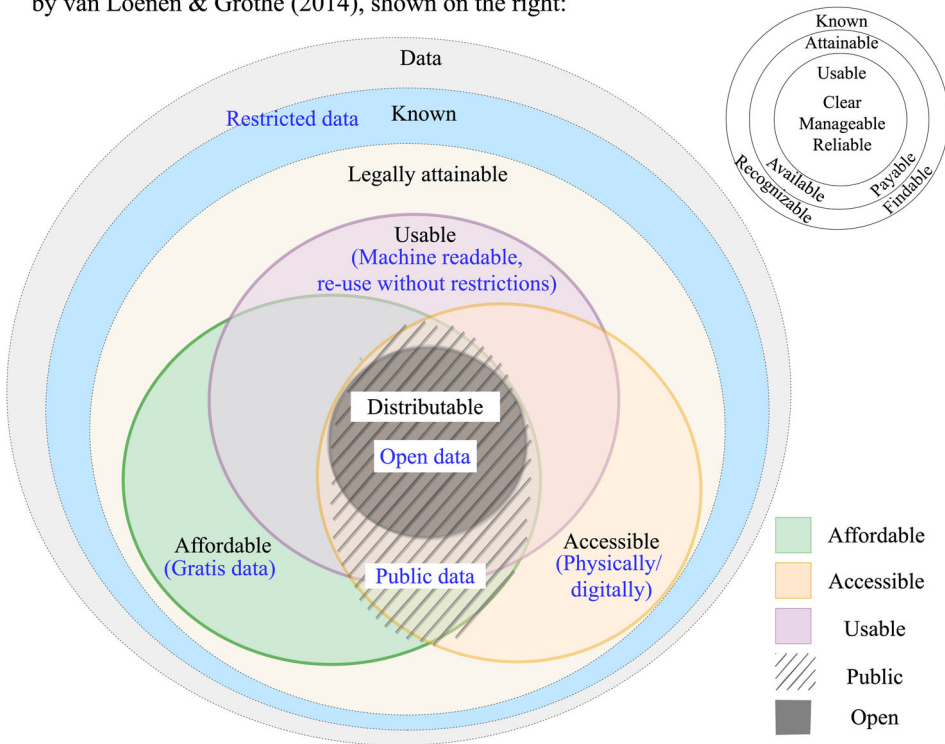 by van Loenen & Grothe (2014), shown on the right:
Data
Restricted data
Known
Legally attainable
Usable
(Machine readable,
re-use without restrictions)
Distributable
Open data
Affordable
(Gratis data)
Public data
Accessible
(Physically/
digitally)
Known
Attainable
Usable
Clear
Manageable
Reliable
Available
Payable
Recognizable
Findable
Affordable
Accessible
Usable
Public
Open